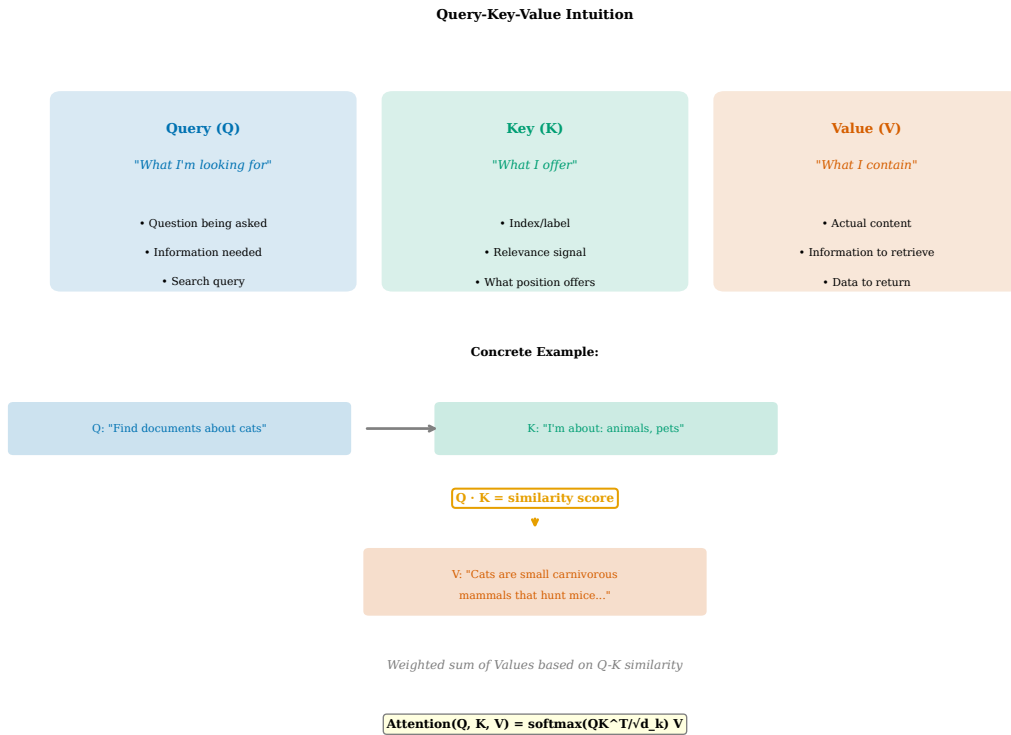 Query-Key-Value Intuition
Query (Q)
"What I'm looking for"
• Question being asked
• Information needed
• Search query
Key (K)
"What I offer"
• Index/label
• Relevance signal
• What position offers
Value (V)
"What I contain"
• Actual content
• Information to retrieve
• Data to return
Concrete Example:
Q: "Find documents about cats"
K: "I'm about: animals, pets"
Q · K = similarity score
V: "Cats are small carnivorous
mammals that hunt mice..."
Weighted sum of Values based on Q-K similarity
Attention(Q, K, V) = softmax(QK^T/√d_k) V